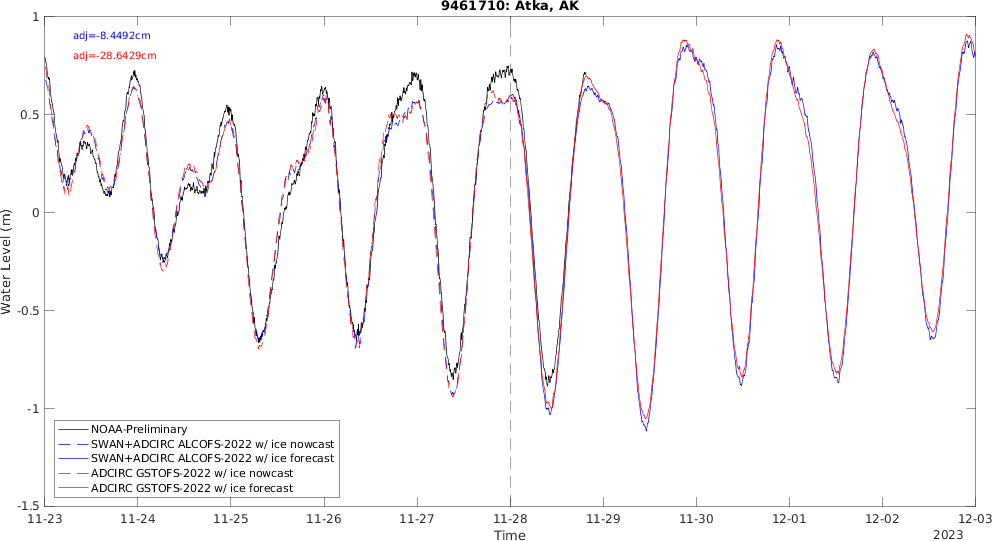 9461710: Atka, AK
adj=-8.4492cm
adj=-28.6429cm
Water Level (m)
1
0.5
0
-0.5
-1
-1.5
NOAA-Preliminary
SWAN+ADCIRC ALCOFS-2022 w/ ice nowcast
SWAN+ADCIRC ALCOFS-2022 w/ ice forecast
ADCIRC GSTOFS-2022 w/ ice nowcast
ADCIRC GSTOFS-2022 w/ ice forecast
11-23 11-24 11-25 11-26 11-27 11-28 11-29 11-30 12-01 12-02 12-03
Time
2023